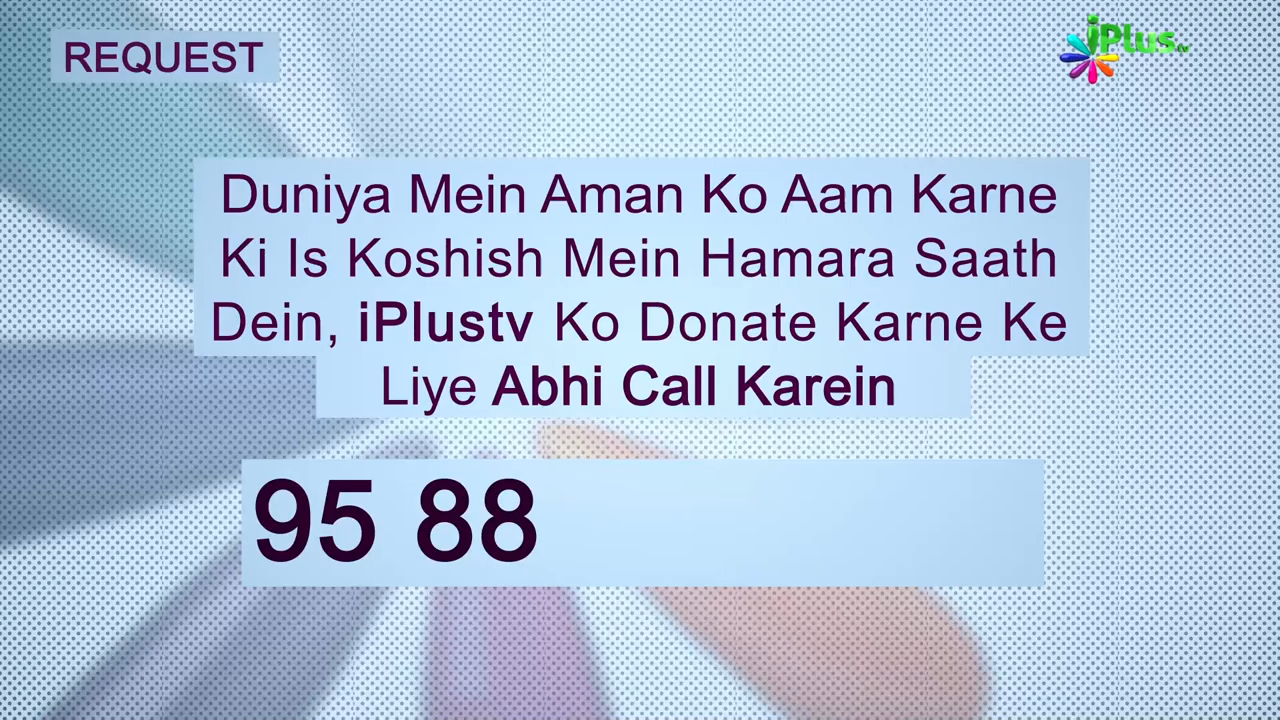 REQUEST
iPlus tv
Duniya Mein Aman Ko Aam Karne
Ki Is Koshish Mein Hamara Saath
Dein, iPlustv Ko Donate Karne Ke
Liye Abhi Call Karein
95 88